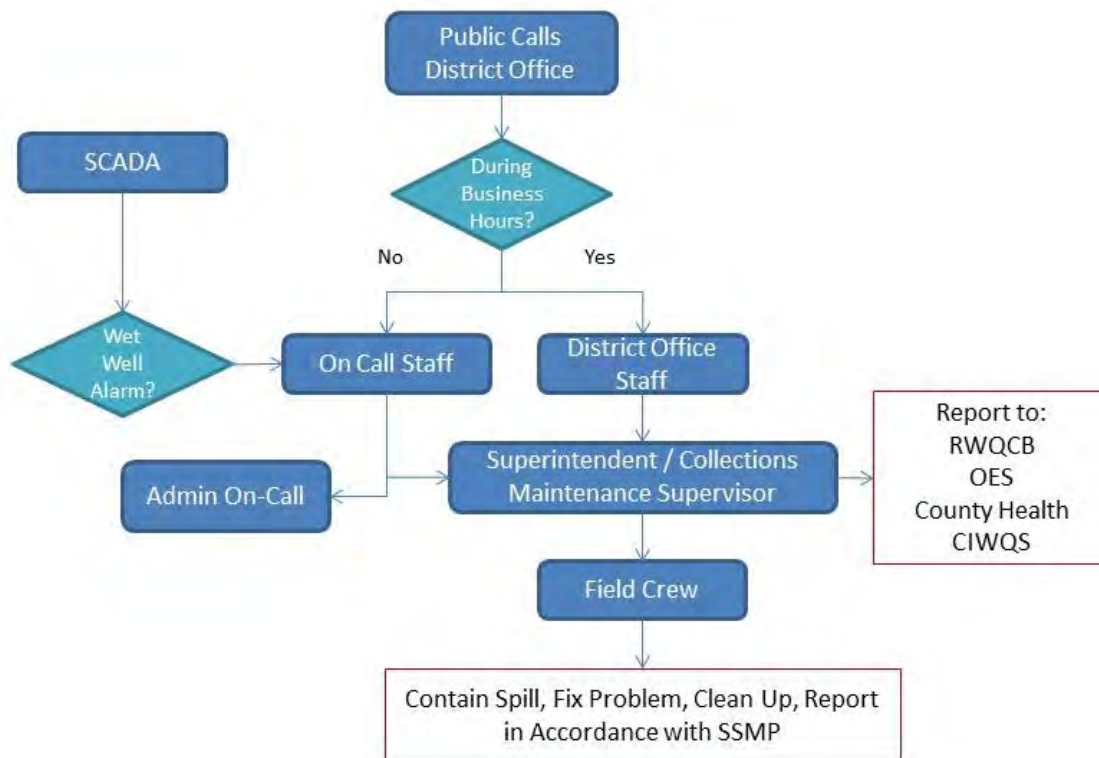 Public Calls
District Office
SCADA
During
Business
Hours?
No
Yes
Wet
Well
Alarm?
On Call Staff
District Office
Staff
Report to:
RWQCB
OES
County Health
CIWQS
Admin On-Call
Superintendent / Collections
Maintenance Supervisor
Field Crew
Contain Spill, Fix Problem, Clean Up, Report
in Accordance with SSMP